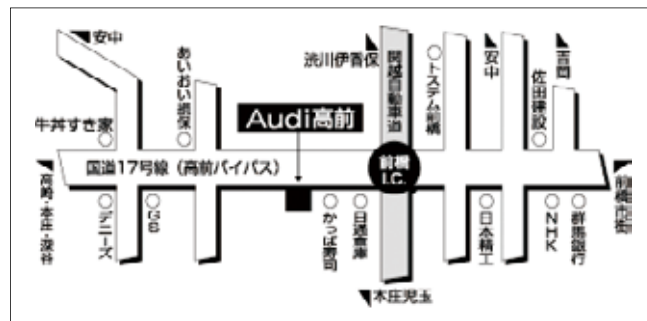 安中
あいおい損保
渋川伊香保
関越自動車道
トステム前橋
安中
佐田建設
吉岡
牛丼すき家
Audi高前
国道17号線（高前バイパス）
前橋
I.C.
高崎・本庄・深谷
デニーズ
GS
かっぱ寿司
日通倉庫
日本精工
NHK
群馬銀行
前橋市街
本庄児玉